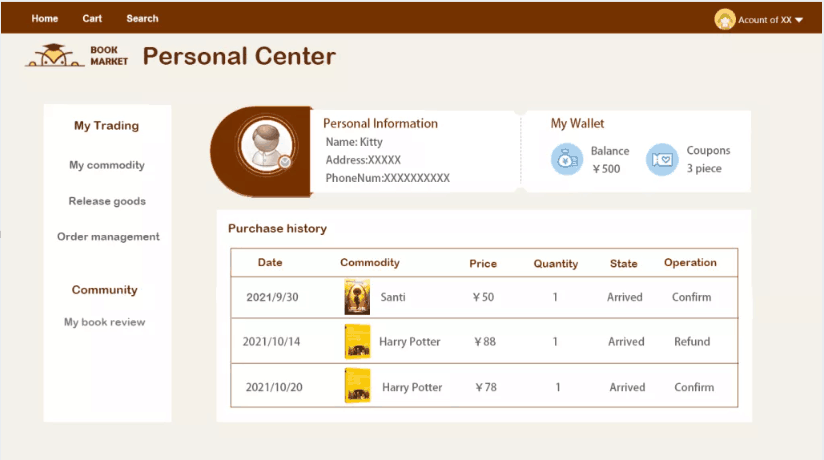 Home Cart Search Acount of XX
BOOK
MARKET
Personal Center
My Trading
My commodity
Release goods
Order management
Community
My book review
Personal Information
Name: Kitty
Address:XXXXX
PhoneNum:XXXXXXXXXX
My Wallet
Balance
¥500
Coupons
3 piece
Purchase history
Date Commodity Price Quantity State Operation
2021/9/30 Santi ¥50 1 Arrived Confirm
2021/10/14 Harry Potter ¥88 1 Arrived Refund
2021/10/20 Harry Potter ¥78 1 Arrived Confirm